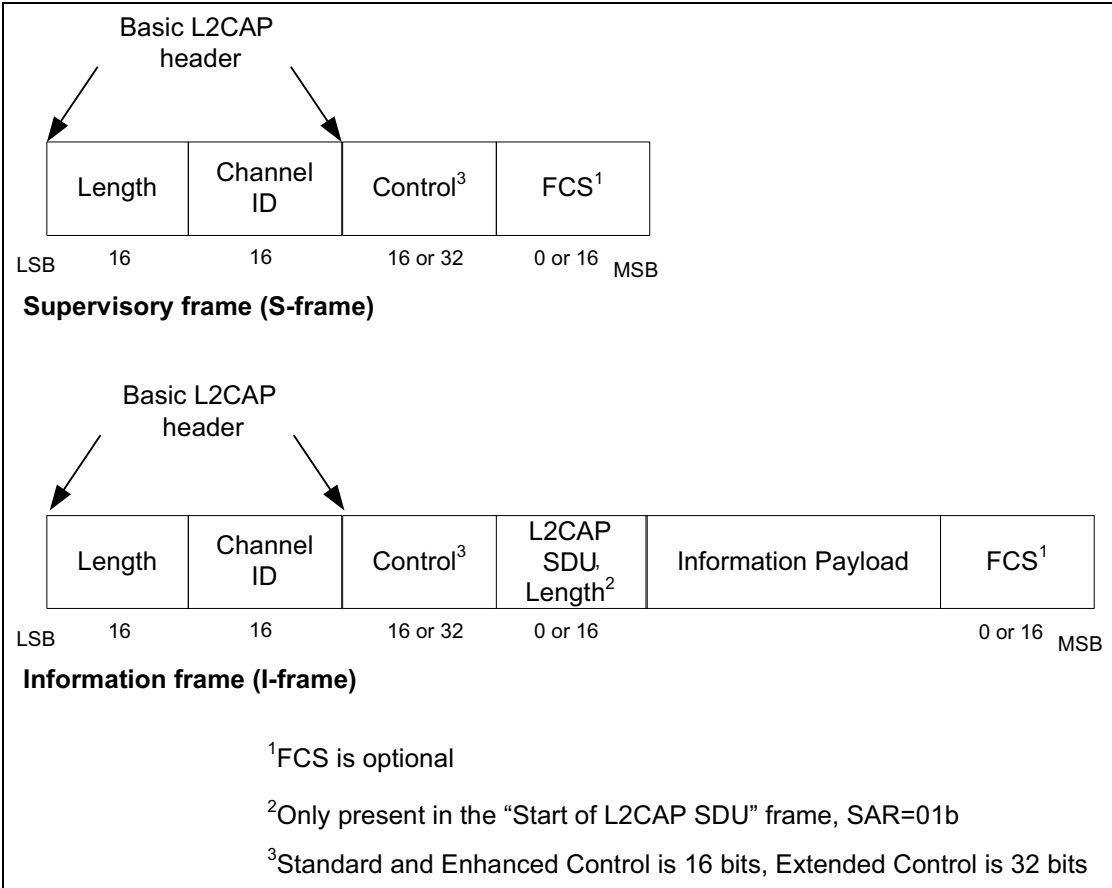 Basic L2CAP
header
Length
Channel
ID
Control³
FCS¹
LSB 16 16 16 or 32 0 or 16 MSB
Supervisory frame (S-frame)
Basic L2CAP
header
Length
Channel
ID
Control³
L2CAP
SDU,
Length²
Information Payload
FCS¹
LSB 16 16 16 or 32 0 or 16 0 or 16 MSB
Information frame (I-frame)
¹FCS is optional
²Only present in the “Start of L2CAP SDU” frame, SAR=01b
³Standard and Enhanced Control is 16 bits, Extended Control is 32 bits